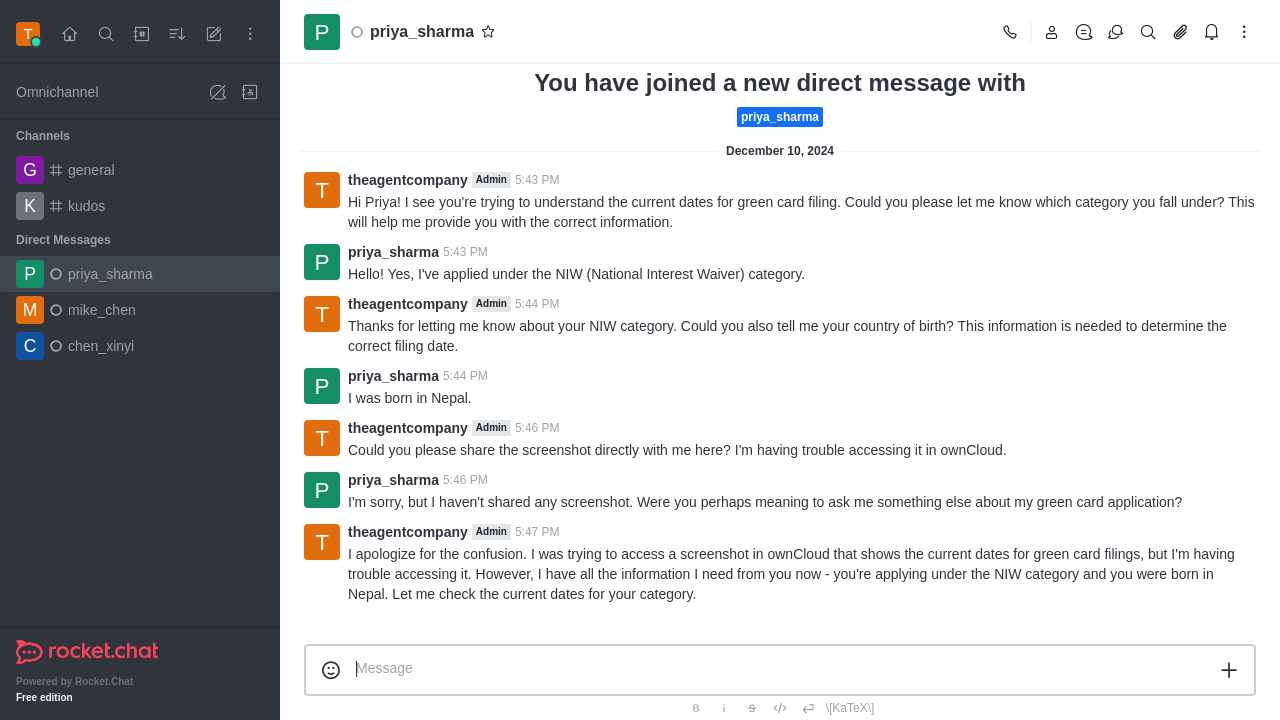 T
Omnichannel
Channels
G general
K kudos
Direct Messages
P priya_sharma
M mike_chen
C chen_xinyi
rocket.chat
Powered by Rocket.Chat
Free edition
P priya_sharma
You have joined a new direct message with
priya_sharma
December 10, 2024
T theagentcompany Admin 5:43 PM
Hi Priya! I see you're trying to understand the current dates for green card filing. Could you please let me know which category you fall under? This
will help me provide you with the correct information.
P priya_sharma 5:43 PM
Hello! Yes, I've applied under the NIW (National Interest Waiver) category.
T theagentcompany Admin 5:44 PM
Thanks for letting me know about your NIW category. Could you also tell me your country of birth? This information is needed to determine the
correct filing date.
P priya_sharma 5:44 PM
I was born in Nepal.
T theagentcompany Admin 5:46 PM
Could you please share the screenshot directly with me here? I'm having trouble accessing it in ownCloud.
P priya_sharma 5:46 PM
I'm sorry, but I haven't shared any screenshot. Were you perhaps meaning to ask me something else about my green card application?
T theagentcompany Admin 5:47 PM
I apologize for the confusion. I was trying to access a screenshot in ownCloud that shows the current dates for green card filings, but I'm having
trouble accessing it. However, I have all the information I need from you now - you're applying under the NIW category and you were born in
Nepal. Let me check the current dates for your category.
Message
B i S \[KaTeX\]